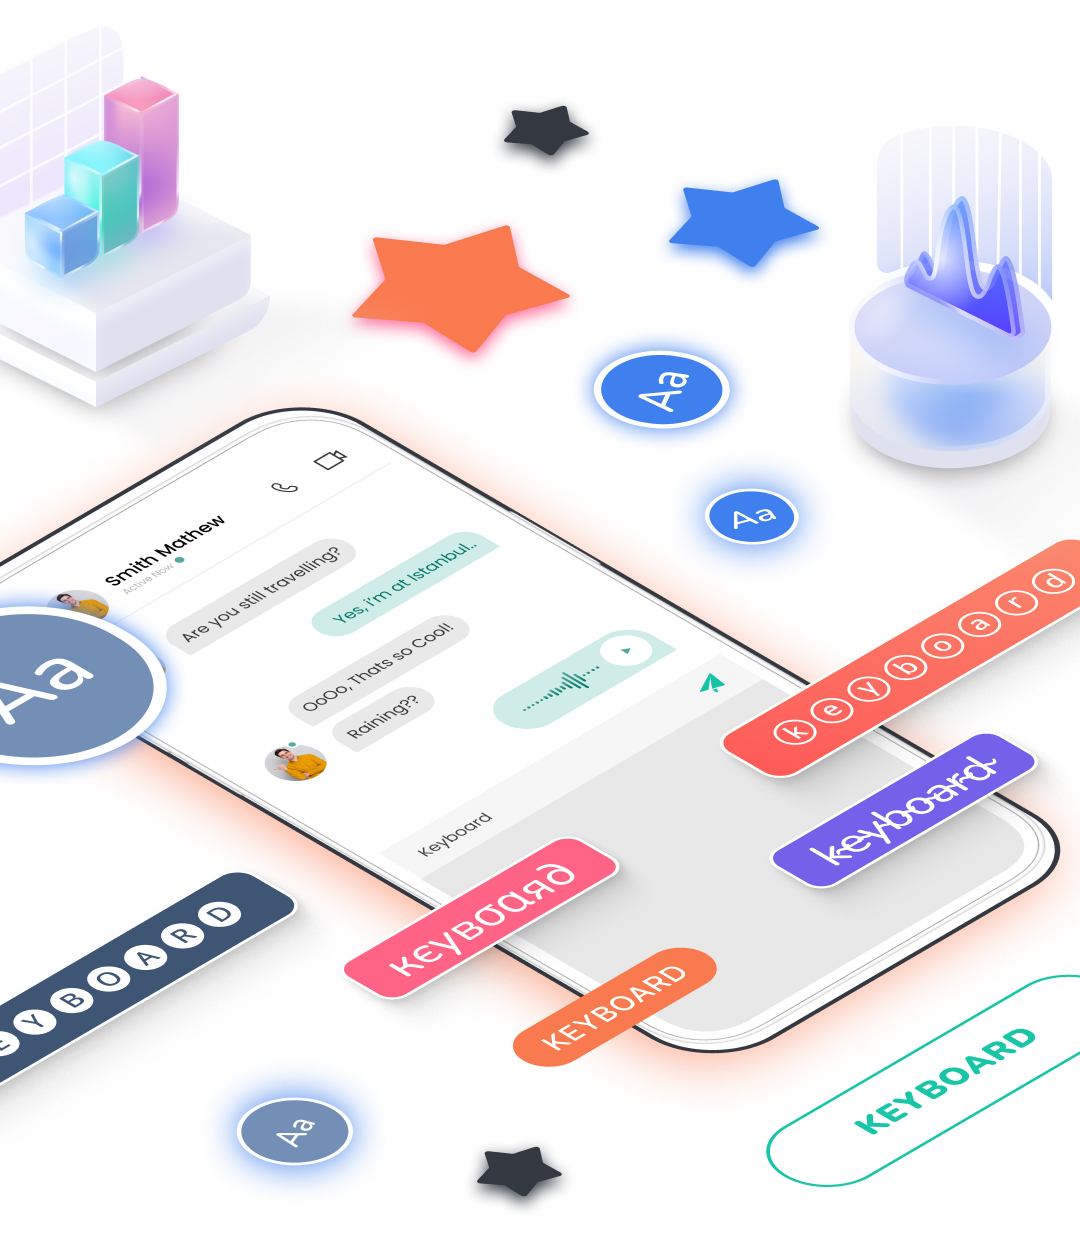 Aa
Aa
Smith Mathew
Active Now
Are you still travelling?
Yes, i'm at Istanbul..
OoOo, Thats so Cool!
Raining??
Aa
keyboard
keyboard
Keyboard
KEYBOARD
кєувσαя∂
KEYBOARD
KEYBOARD
Aa